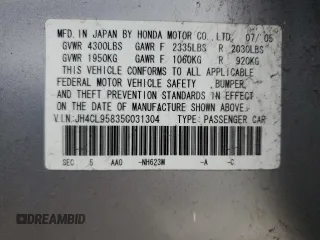 MFD. IN JAPAN BY HONDA MOTOR CO., LTD. 07/05
GVWR 4300LBS GAWR F 2335LBS R 2030LBS
GVWR 1950KG GAWR F 1060KG R 920KG
THIS VEHICLE CONFORMS TO ALL APPLICABLE
FEDERAL MOTOR VEHICLE SAFETY, BUMPER,
AND THEFT PREVENTION STANDARDS IN EFFECT ON
THE DATE OF MANUFACTURE SHOWN ABOVE.
V.I.N: JH4CL95835C031304 TYPE: PASSENGER CAR
SEC 5 AAO -NH623M -A -C
DREAMBID